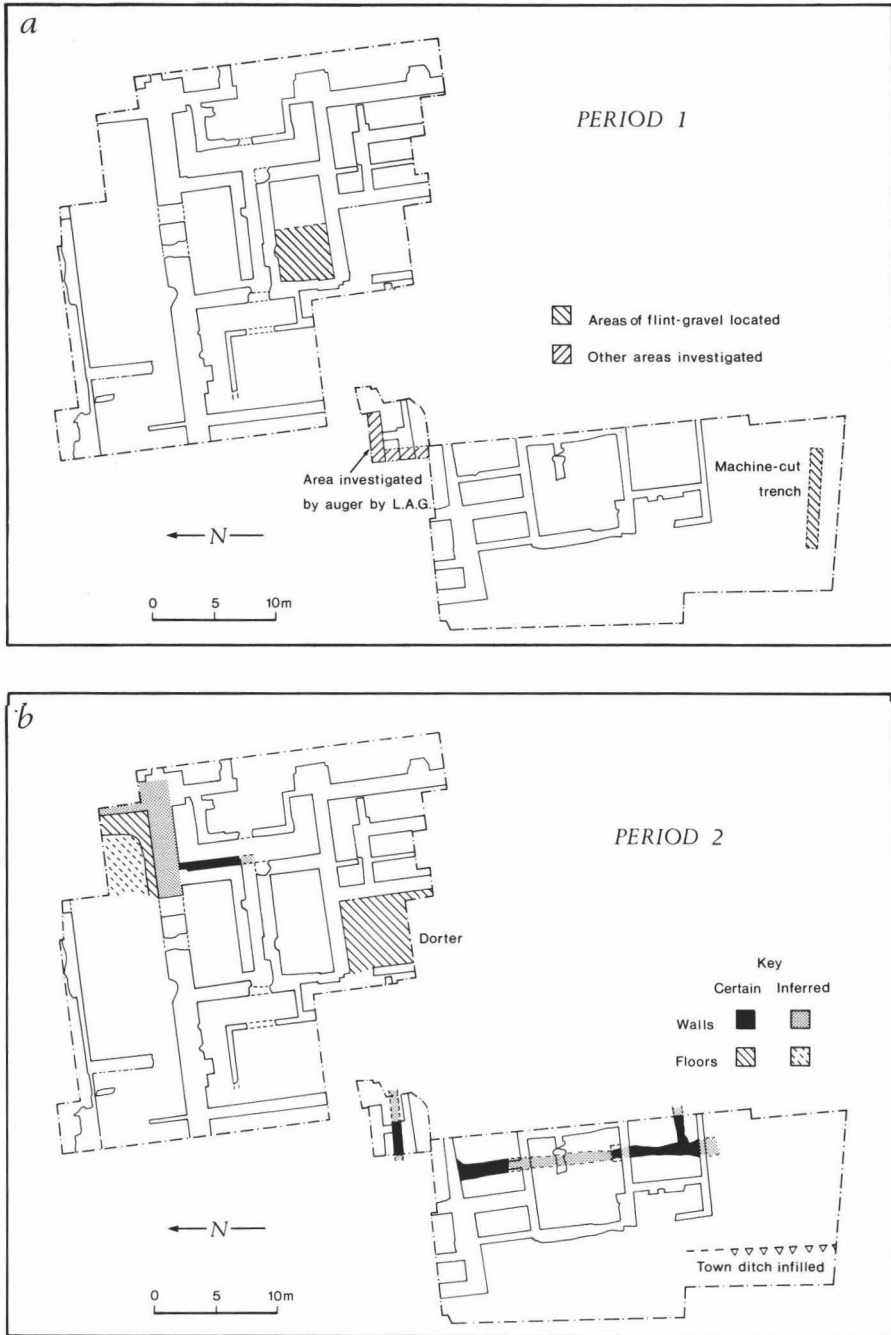 a
PERIOD 1
Areas of flint-gravel located
Other areas investigated
Area investigated
by auger by L.A.G.
Machine-cut
trench
N
0 5 10m
b
PERIOD 2
Dorter
Key
Certain Inferred
Walls
Floors
N
Town ditch infilled
0 5 10m